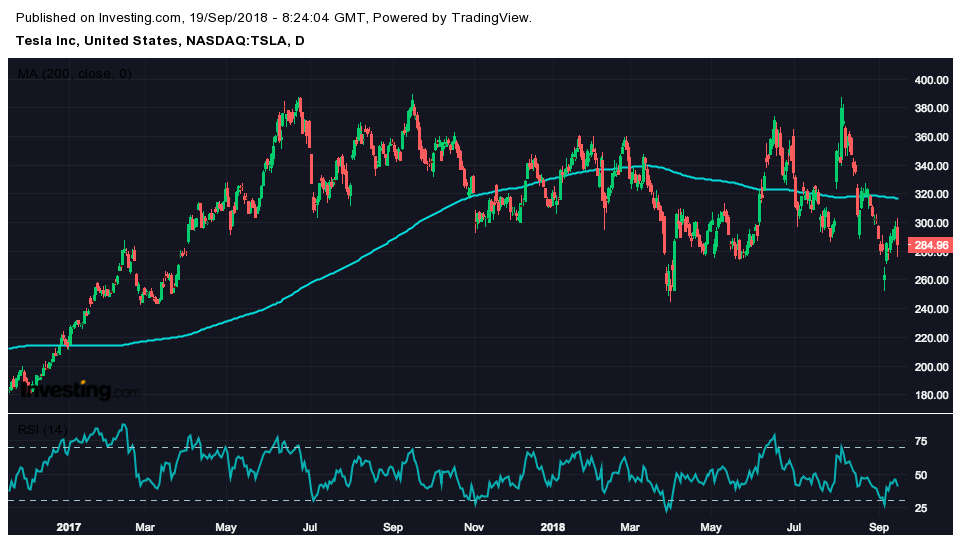 Published on Investing.com, 19/Sep/2018 - 8:24:04 GMT, Powered by TradingView.
Tesla Inc, United States, NASDAQ:TSLA, D
MA (200, close, 0)
400.00
380.00
360.00
340.00
320.00
300.00
284.96
280.00
260.00
240.00
220.00
200.00
180.00
Investing.com
RSI (14)
75
50
25
2017 Mar May Jul Sep Nov 2018 Mar May Jul Sep